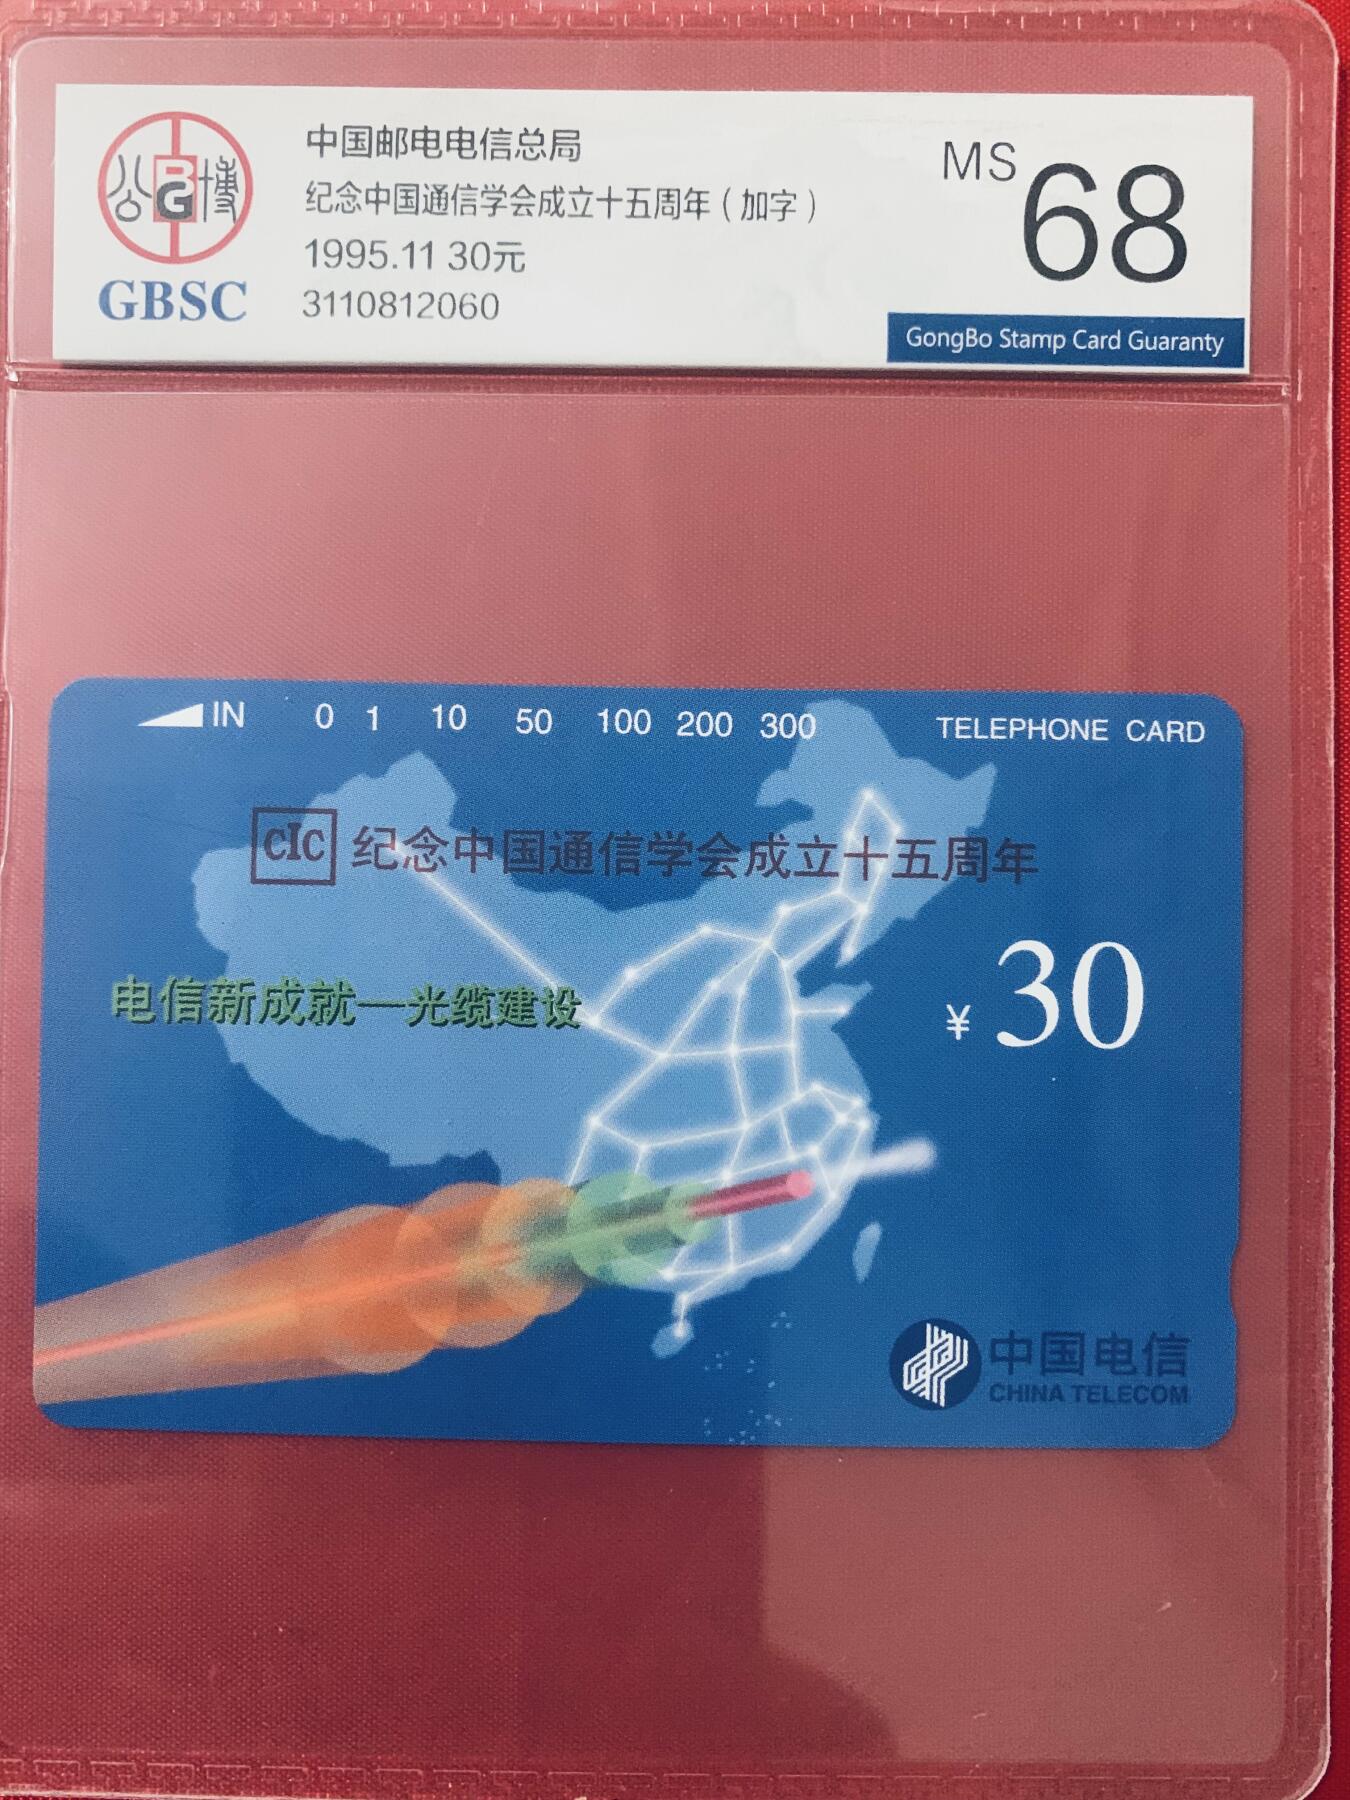 公 BG 博
GBSC
中国邮电电信总局
纪念中国通信学会成立十五周年（加字）
1995.11 30元
3110812060
MS 68
GongBo Stamp Card Guaranty
IN 0 1 10 50 100 200 300 TELEPHONE CARD
CIC 纪念中国通信学会成立十五周年
¥30
电信新成就—光缆建设
中国电信
CHINA TELECOM